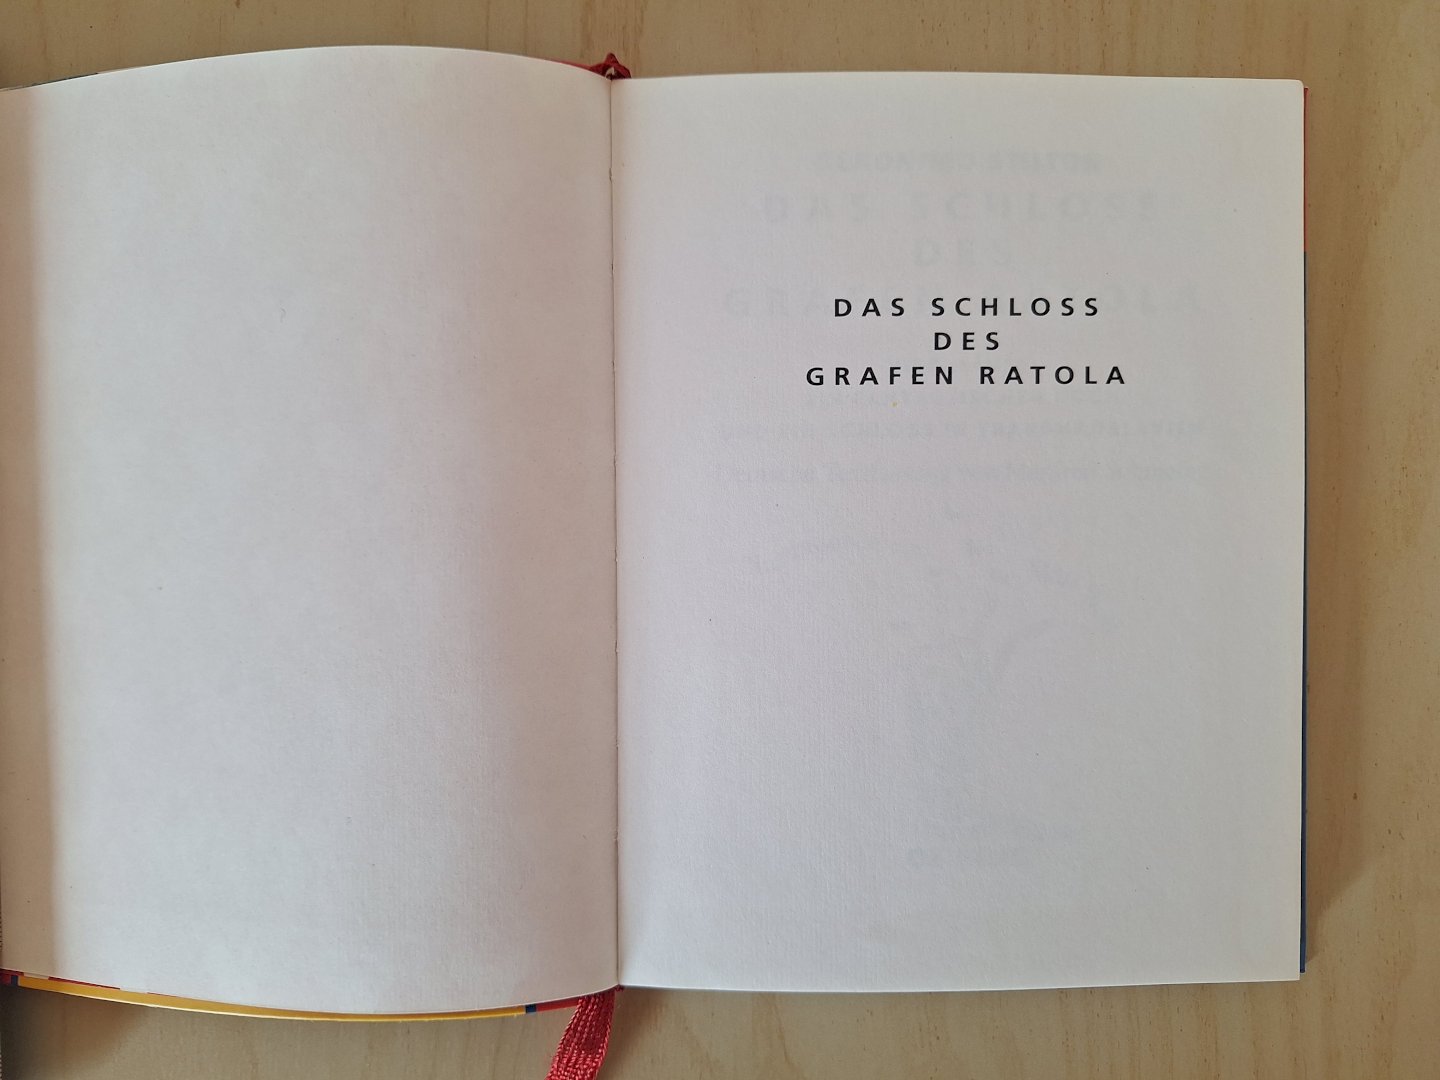 DAS SCHLOSS
DES
GRAFEN RATOLA